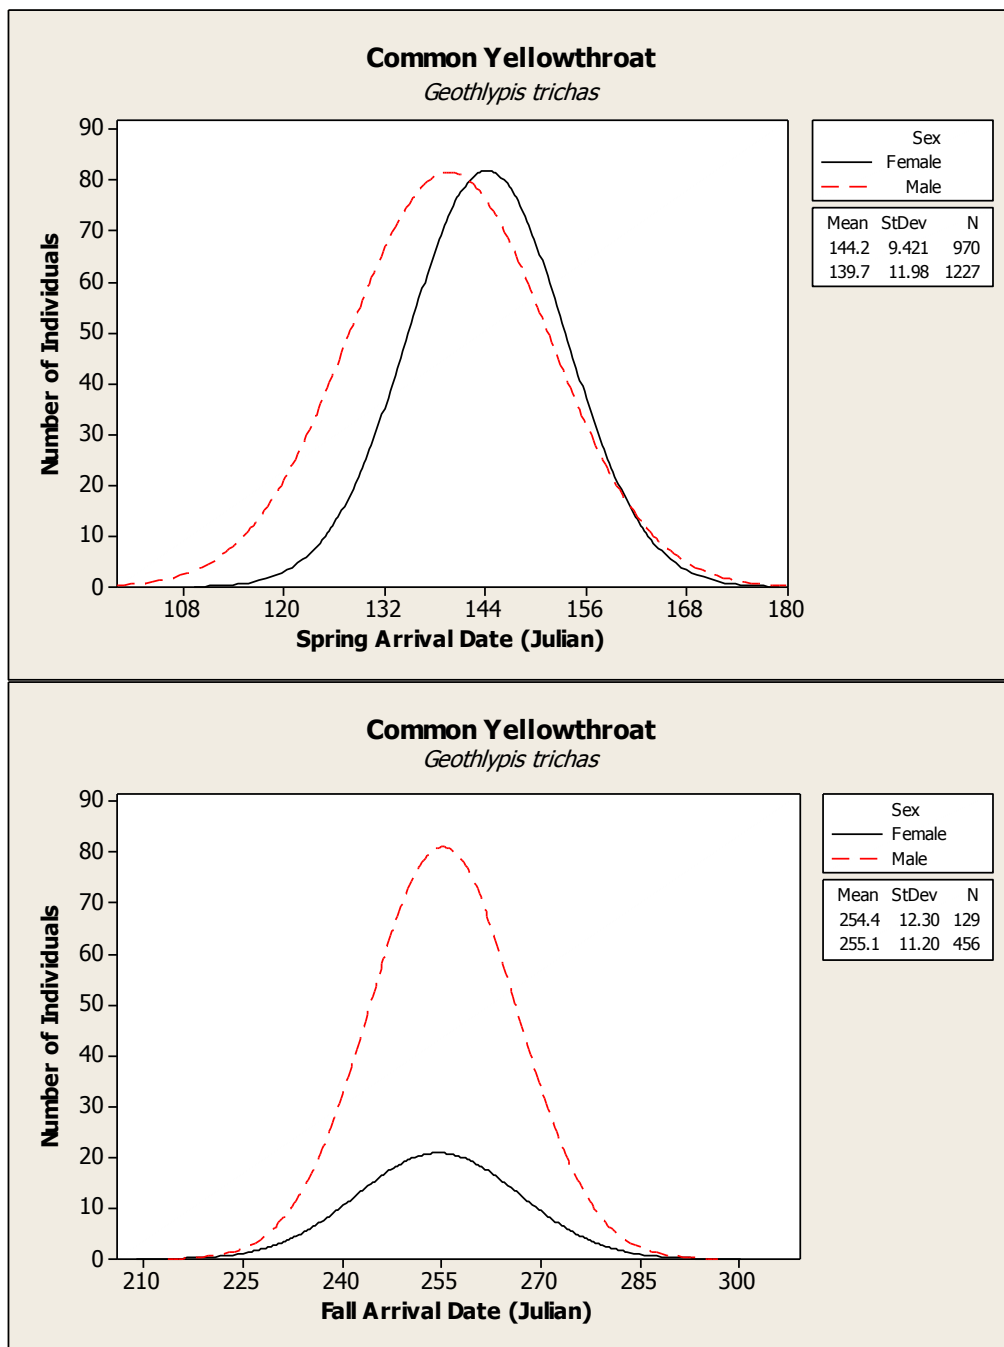 Common Yellowthroat
Geothlypis trichas
90
80
70
60
50
40
30
20
10
0
Number of Individuals
108 120 132 144 156 168 180
Spring Arrival Date (Julian)
Sex
Female
Male
Mean StDev N
144.2 9.421 970
139.7 11.98 1227
Common Yellowthroat
Geothlypis trichas
90
80
70
60
50
40
30
20
10
0
Number of Individuals
210 225 240 255 270 285 300
Fall Arrival Date (Julian)
Sex
Female
Male
Mean StDev N
254.4 12.30 129
255.1 11.20 456